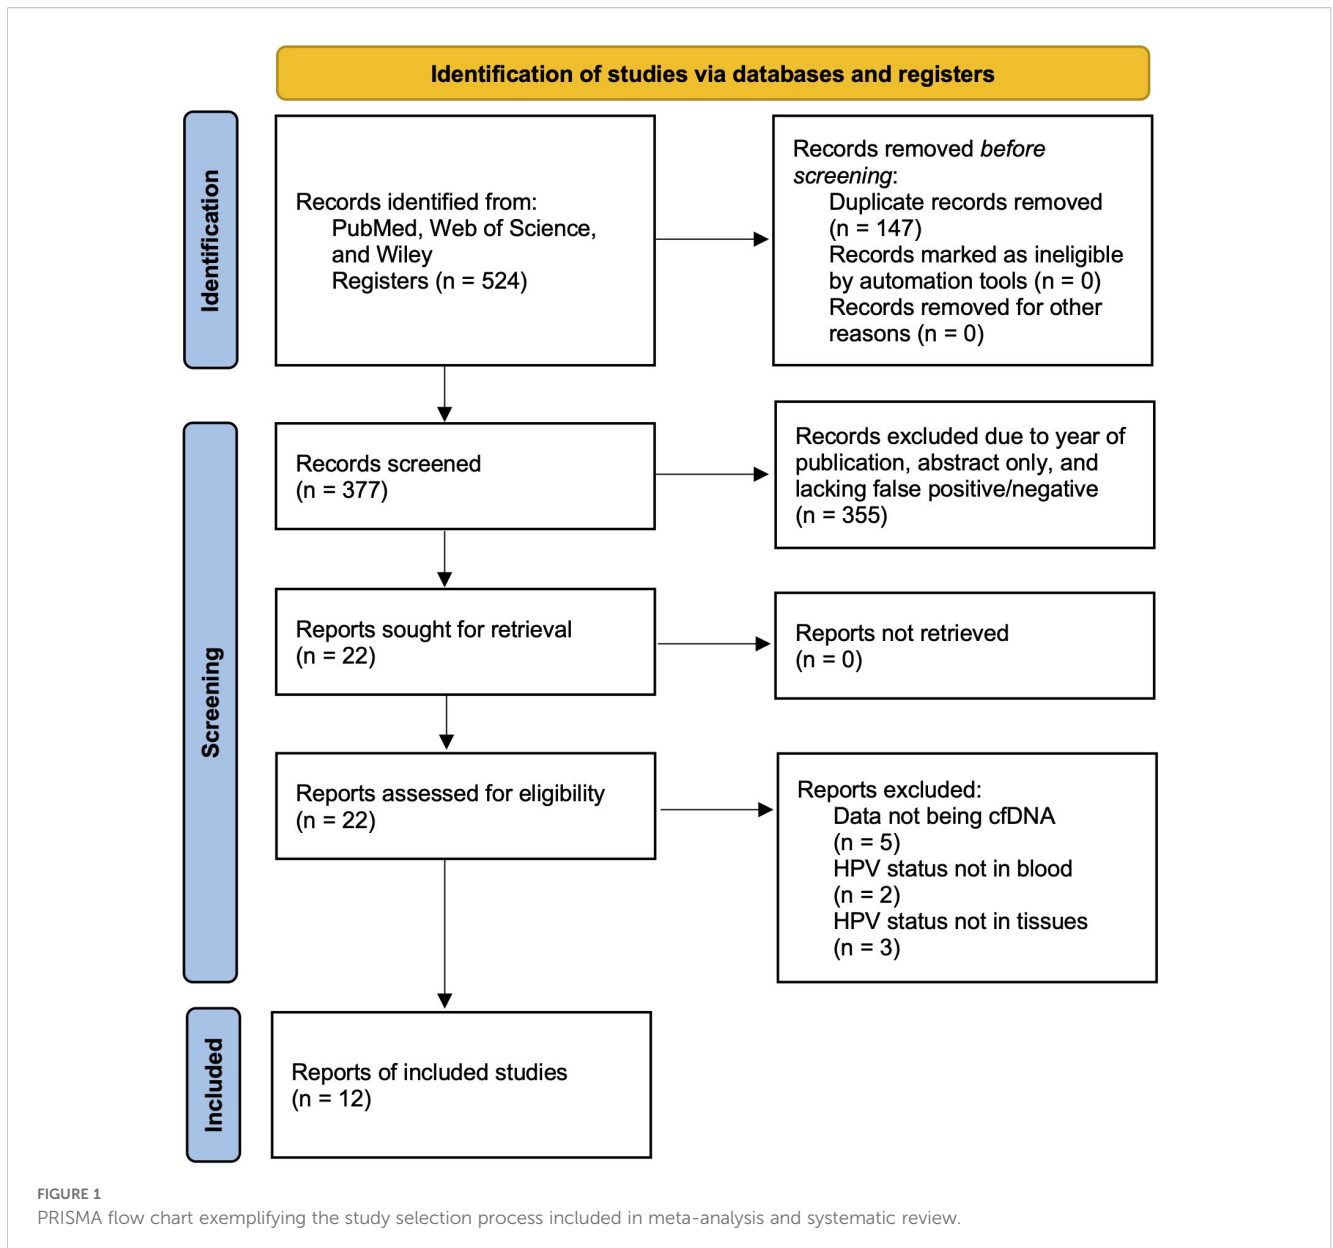 Identification of studies via databases and registers
Identification
Records identified from:
PubMed, Web of Science,
and Wiley
Registers (n = 524)
Records removed before
screening:
Duplicate records removed
(n = 147)
Records marked as ineligible
by automation tools (n = 0)
Records removed for other
reasons (n = 0)
Screening
Records screened
(n = 377)
Records excluded due to year of
publication, abstract only, and
lacking false positive/negative
(n = 355)
Reports sought for retrieval
(n = 22)
Reports not retrieved
(n = 0)
Reports assessed for eligibility
(n = 22)
Reports excluded:
Data not being cfDNA
(n = 5)
HPV status not in blood
(n = 2)
HPV status not in tissues
(n = 3)
Included
Reports of included studies
(n = 12)
FIGURE 1
PRISMA flow chart exemplifying the study selection process included in meta-analysis and systematic review.